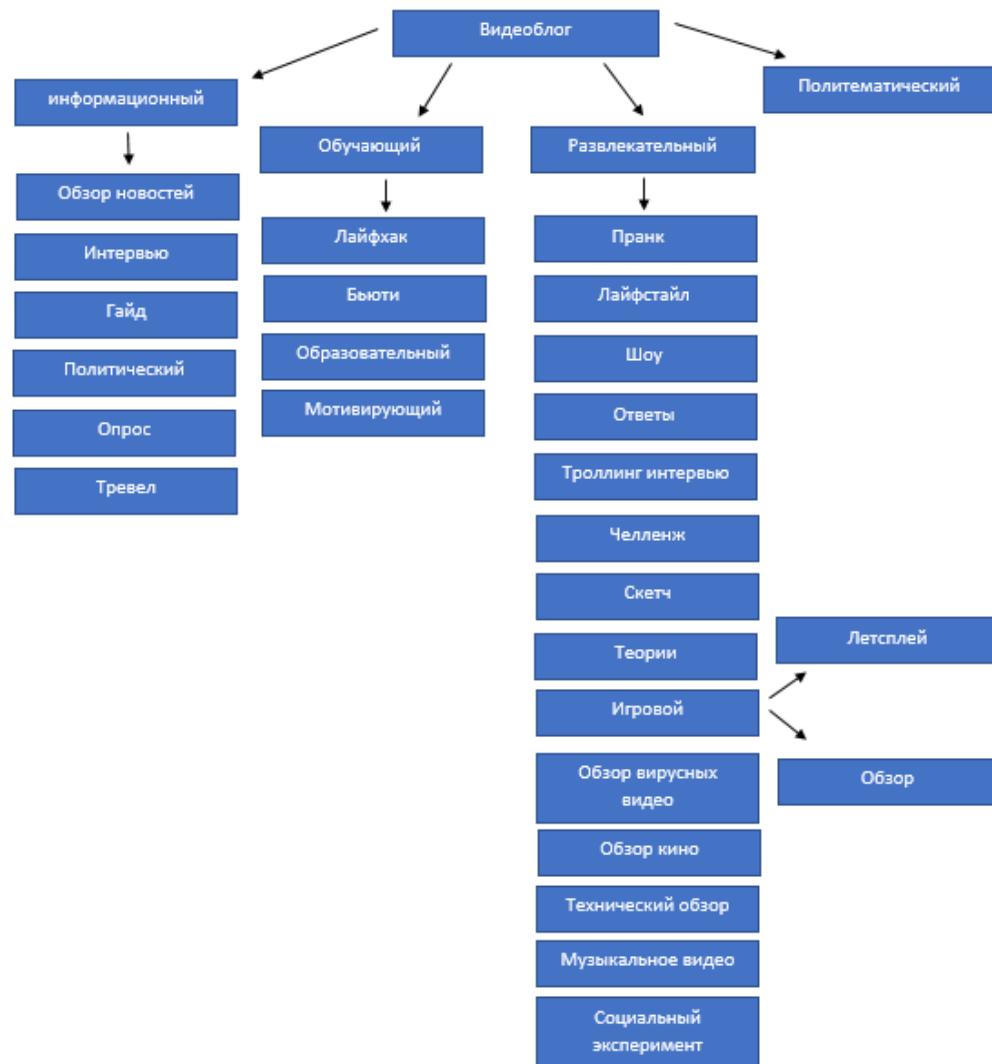 Видеоблог
Политематический
информационный
Обучающий
Развлекательный
Обзор новостей
Интервью
Гайд
Политический
Опрос
Тревел
Лайфхак
Бьюти
Образовательный
Мотивирующий
Пранк
Лайфстайл
Шоу
Ответы
Троллинг интервью
Челленж
Скетч
Теории
Игровой
Летсплей
Обзор
Обзор вирусных
видео
Обзор кино
Технический обзор
Музыкальное видео
Социальный
эксперимент